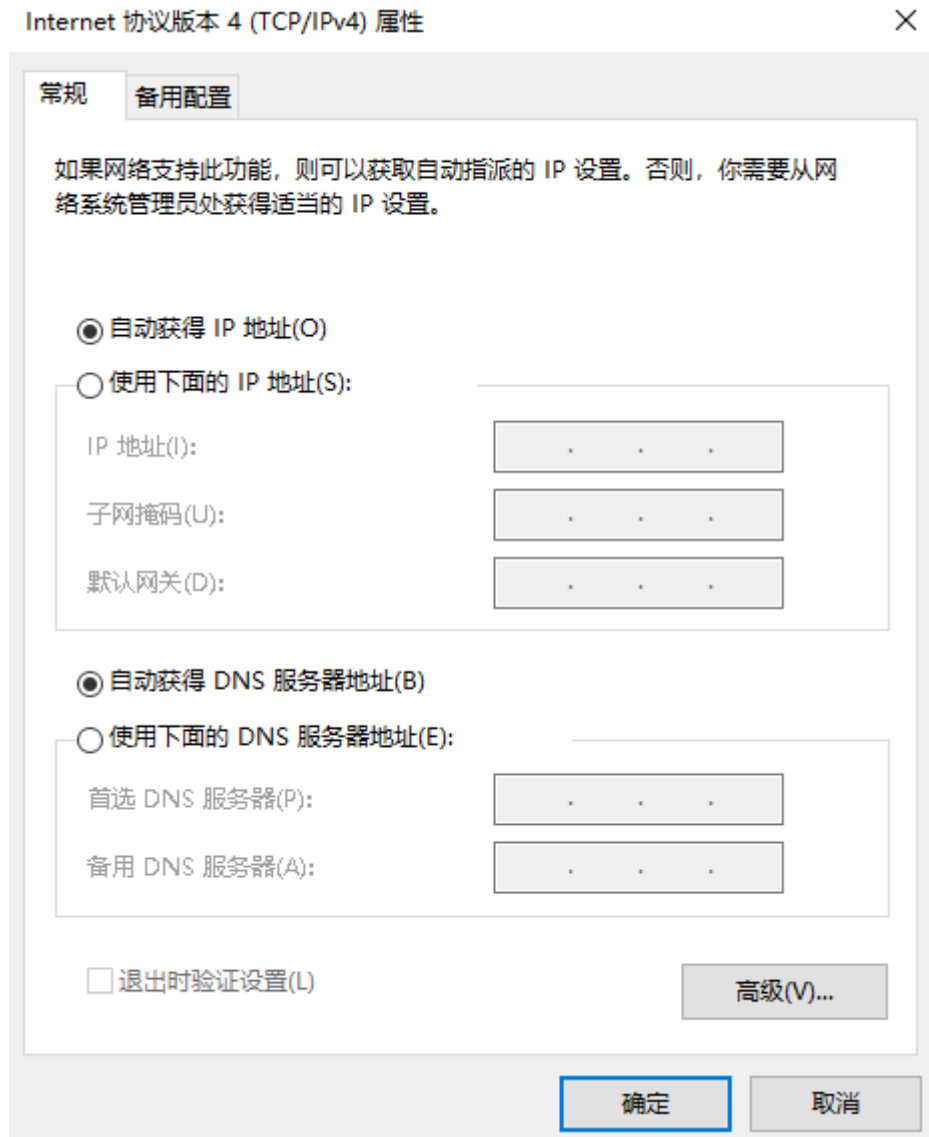 Internet 协议版本 4 (TCP/IPv4) 属性
常规
备用配置
如果网络支持此功能，则可以获取自动指派的 IP 设置。否则，你需要从网
络系统管理员处获得适当的 IP 设置。
自动获得 IP 地址(O)
使用下面的 IP 地址(S):
IP 地址(I):
子网掩码(U):
默认网关(D):
自动获得 DNS 服务器地址(B)
使用下面的 DNS 服务器地址(E):
首选 DNS 服务器(P):
备用 DNS 服务器(A):
退出时验证设置(L)
高级(V)...
确定
取消